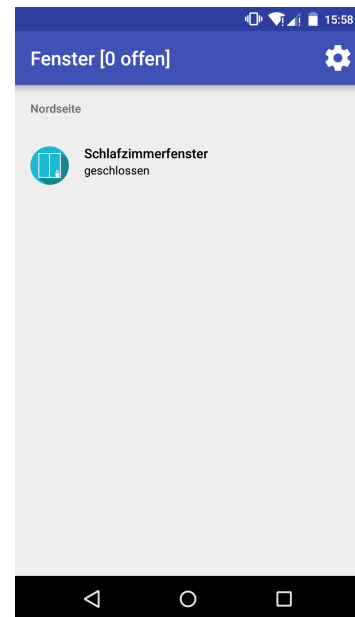 15:58
Fenster [0 offen]
Nordseite
Schlafzimmerfenster
geschlossen